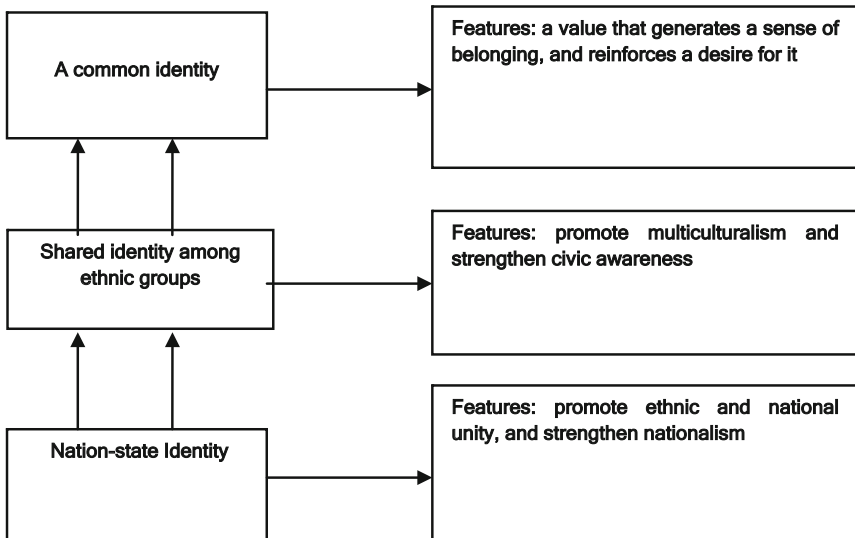 A common identity
Features: a value that generates a sense of
belonging, and reinforces a desire for it
Shared identity among
ethnic groups
Features: promote multiculturalism and
strengthen civic awareness
Nation-state Identity
Features: promote ethnic and national
unity, and strengthen nationalism